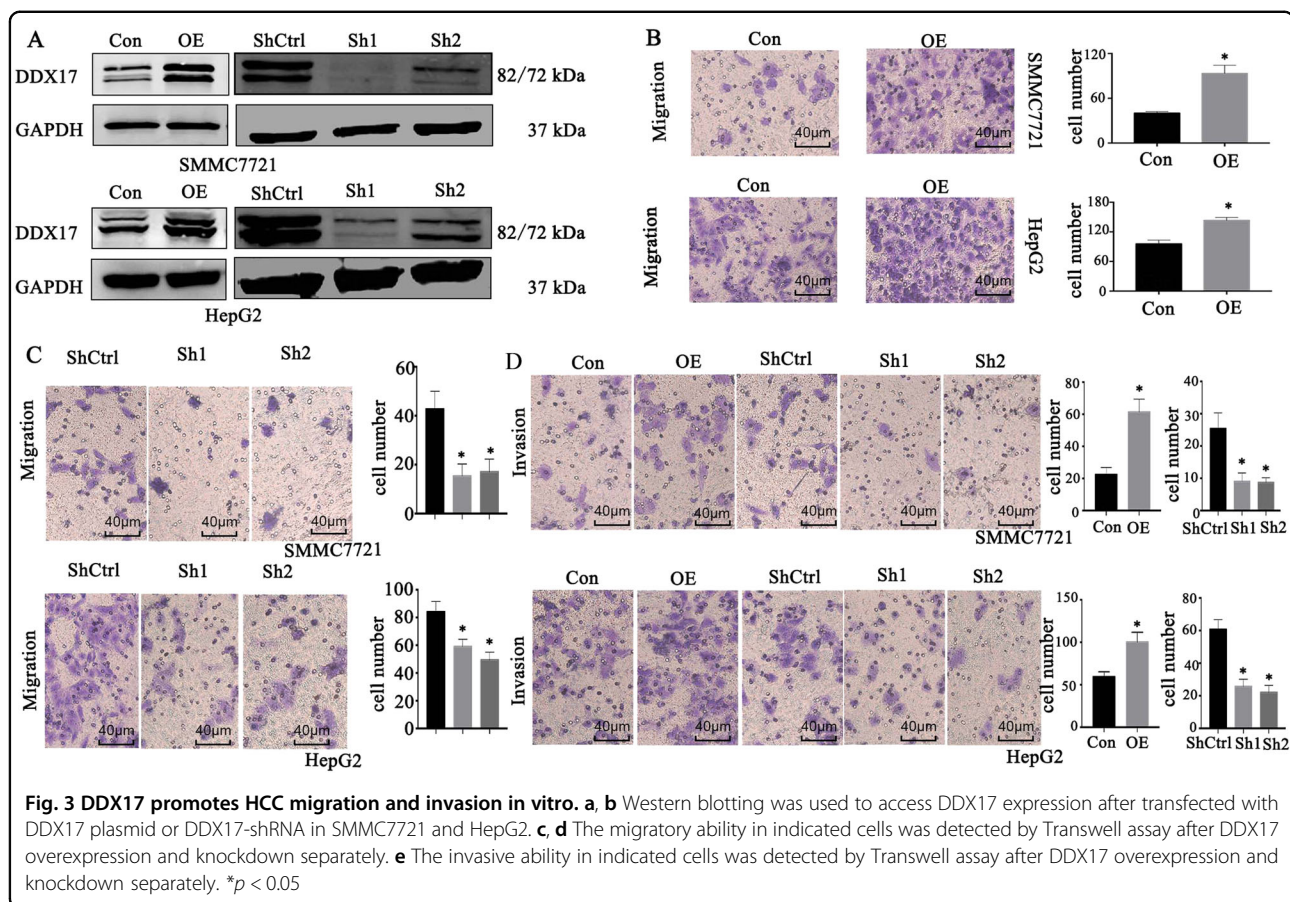 A
Con OE ShCtrl Sh1 Sh2
DDX17 82/72 kDa
GAPDH 37 kDa
SMMC7721
Con OE ShCtrl Sh1 Sh2
DDX17 82/72 kDa
GAPDH 37 kDa
HepG2
B
Con OE
Migration 40μm 40μm SMMC7721
cell number
120
60
0
*
Con OE
Con OE
Migration 40μm 40μm HepG2
cell number
180
120
60
0
*
Con OE
C
ShCtrl Sh1 Sh2
Migration 40μm 40μm 40μm
SMMC7721
cell number
60
40
20
0
* *
ShCtrl Sh1 Sh2
Migration 40μm 40μm 40μm
HepG2
cell number
100
80
60
40
20
0
* *
D
Con OE ShCtrl Sh1 Sh2
Invasion 40μm 40μm 40μm 40μm 40μm
SMMC7721
cell number
80
60
40
20
0
*
Con OE
cell number
40
30
20
10
0
* *
ShCtrl Sh1 Sh2
Con OE ShCtrl Sh1 Sh2
Invasion 40μm 40μm 40μm 40μm 40μm
HepG2
cell number
150
100
50
0
*
Con OE
cell number
80
60
40
20
0
* *
ShCtrl Sh1 Sh2
Fig. 3 DDX17 promotes HCC migration and invasion in vitro. a, b Western blotting was used to access DDX17 expression after transfected with
DDX17 plasmid or DDX17-shRNA in SMMC7721 and HepG2. c, d The migratory ability in indicated cells was detected by Transwell assay after DDX17
overexpression and knockdown separately. e The invasive ability in indicated cells was detected by Transwell assay after DDX17 overexpression and
knockdown separately. *p < 0.05